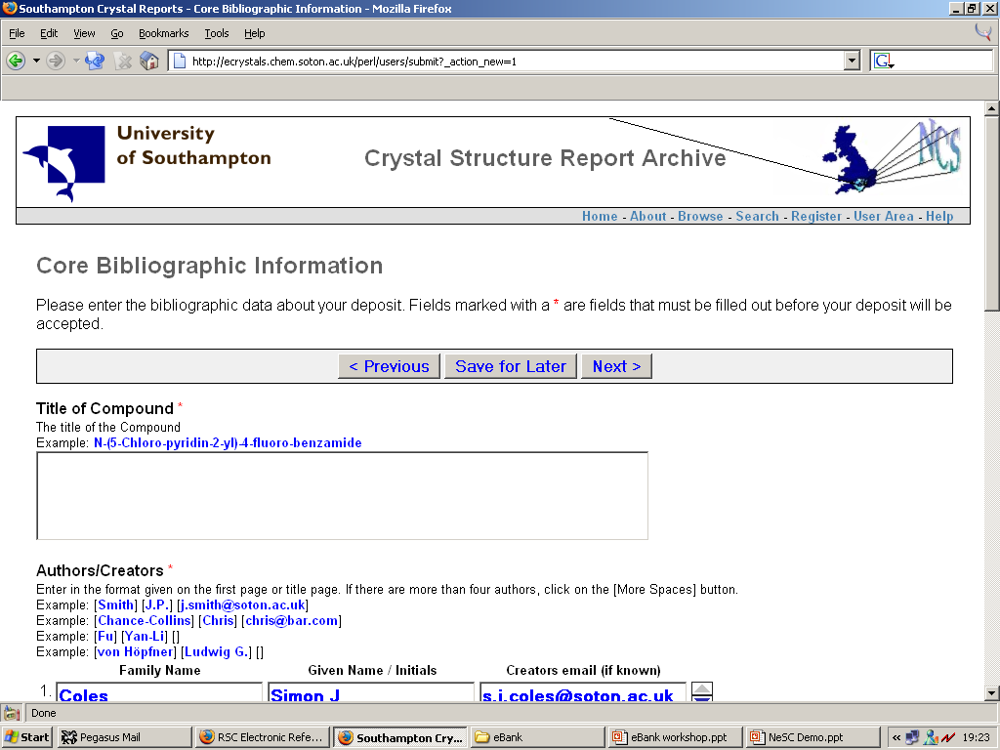 Southampton Crystal Reports - Core Bibliographic Information - Mozilla Firefox
File Edit View Go Bookmarks Tools Help
http://ecrystals.chem.soton.ac.uk/perl/users/submit?_action_new=1
G
University
of Southampton
Crystal Structure Report Archive
NCS
Home - About - Browse - Search - Register - User Area - Help
Core Bibliographic Information
Please enter the bibliographic data about your deposit. Fields marked with a * are fields that must be filled out before your deposit will be
accepted.
< Previous Save for Later Next >
Title of Compound *
The title of the Compound
Example: N-(5-Chloro-pyridin-2-yl)-4-fluoro-benzamide
Authors/Creators *
Enter in the format given on the first page or title page. If there are more than four authors, click on the [More Spaces] button.
Example: [Smith] [J.P.] [j.smith@soton.ac.uk]
Example: [Chance-Collins] [Chris] [chris@bar.com]
Example: [Fu] [Yan-Li] []
Example: [von Höpfner] [Ludwig G.] []
Family Name Given Name / Initials Creators email (if known)
1. Coles Simon J s.j.coles@soton.ac.uk
Done
Start Pegasus Mail RSC Electronic Refe... Southampton Cry... eBank eBank workshop.ppt NeSC Demo.ppt « 19:23